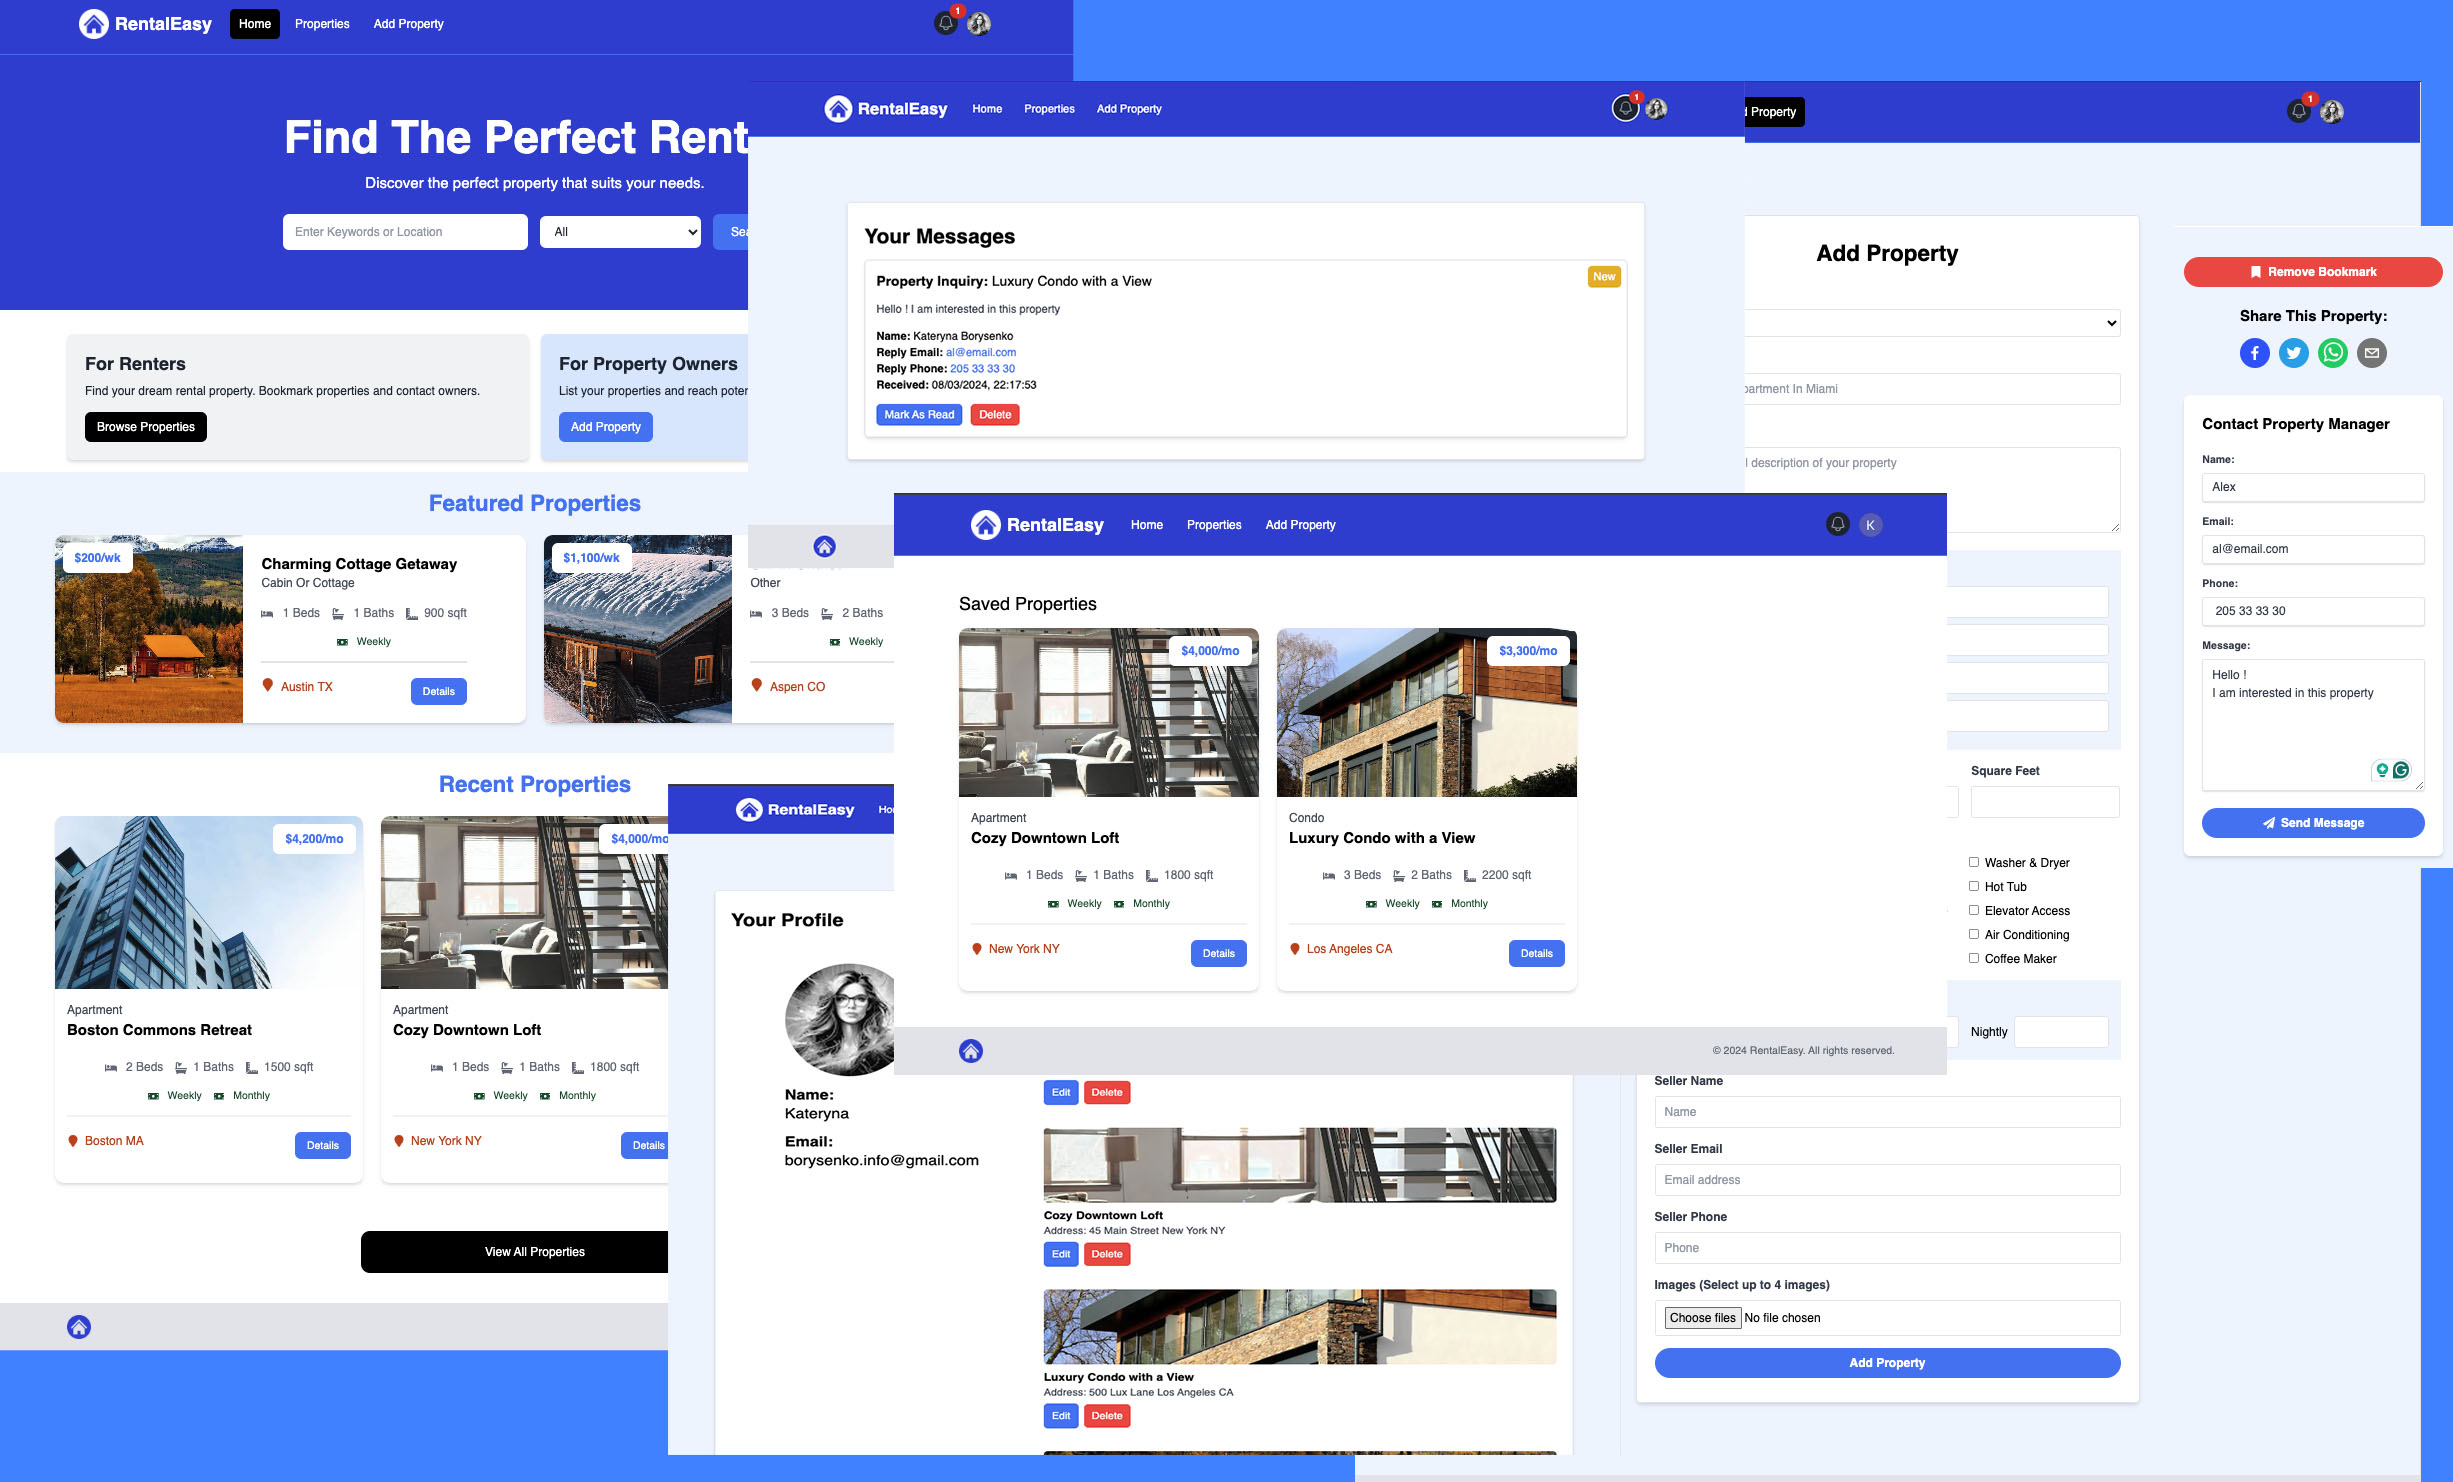 RentalEasy Home Properties Add Property 1
Find The Perfect Rent
Discover the perfect property that suits your needs.
Enter Keywords or Location All
For Renters
Find your dream rental property. Bookmark properties and contact owners.
Browse Properties
For Property Owners
List your properties and reach
Add Property
Featured Properties
$200/wk
Charming Cottage Getaway
Cabin Or Cottage
1 Beds 1 Baths 900 sqft
Weekly
Austin TX Details
$1,100/wk
Other
3 Beds 2 Baths
Weekly
Aspen CO
Recent Properties
$4,200/mo
Apartment
Boston Commons Retreat
2 Beds 1 Baths 1500 sqft
Weekly Monthly
Boston MA Details
$4,000/mo
Apartment
Cozy Downtown Loft
1 Beds 1 Baths 1800 sqft
Weekly Monthly
New York NY Details
View All Properties
RentalEasy Home Properties Add Property 1
Your Messages
Property Inquiry: Luxury Condo with a View New
Hello ! I am interested in this property
Name: Kateryna Borysenko
Reply Email: al@email.com
Reply Phone: 205 33 33 30
Received: 08/03/2024, 22:17:53
Mark As Read Delete
RentalEasy Home Properties Add Property K
Saved Properties
$4,000/mo
Apartment
Cozy Downtown Loft
1 Beds 1 Baths 1800 sqft
Weekly Monthly
New York NY Details
$3,300/mo
Condo
Luxury Condo with a View
3 Beds 2 Baths 2200 sqft
Weekly Monthly
Los Angeles CA Details
© 2024 RentalEasy. All rights reserved.
RentalEasy
Your Profile
Name:
Kateryna
Email:
borysenko.info@gmail.com
Edit Delete
Cozy Downtown Loft
Address: 45 Main Street New York NY
Edit Delete
Luxury Condo with a View
Address: 500 Lux Lane Los Angeles CA
Edit Delete
Property 1
Add Property
In Miami
description of your property
Square Feet
Washer & Dryer
Hot Tub
Elevator Access
Air Conditioning
Coffee Maker
Nightly
Seller Name
Name
Seller Email
Email address
Seller Phone
Phone
Images (Select up to 4 images)
Choose files No file chosen
Add Property
Remove Bookmark
Share This Property:
Contact Property Manager
Name:
Alex
Email:
al@email.com
Phone:
205 33 33 30
Message:
Hello !
I am interested in this property
Send Message